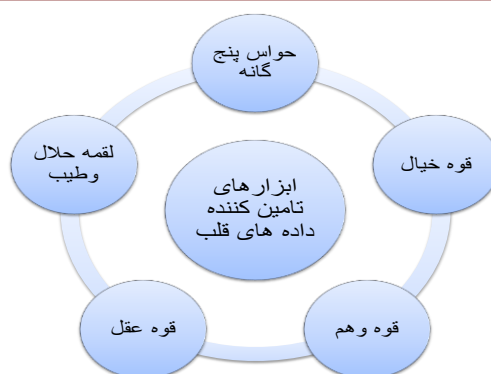 حواس پنج
گانه
قوه خیال
قوه وهم
قوه عقل
لقمه حلال
وطیب
ابزارهای
تامین کننده
داده های قلب